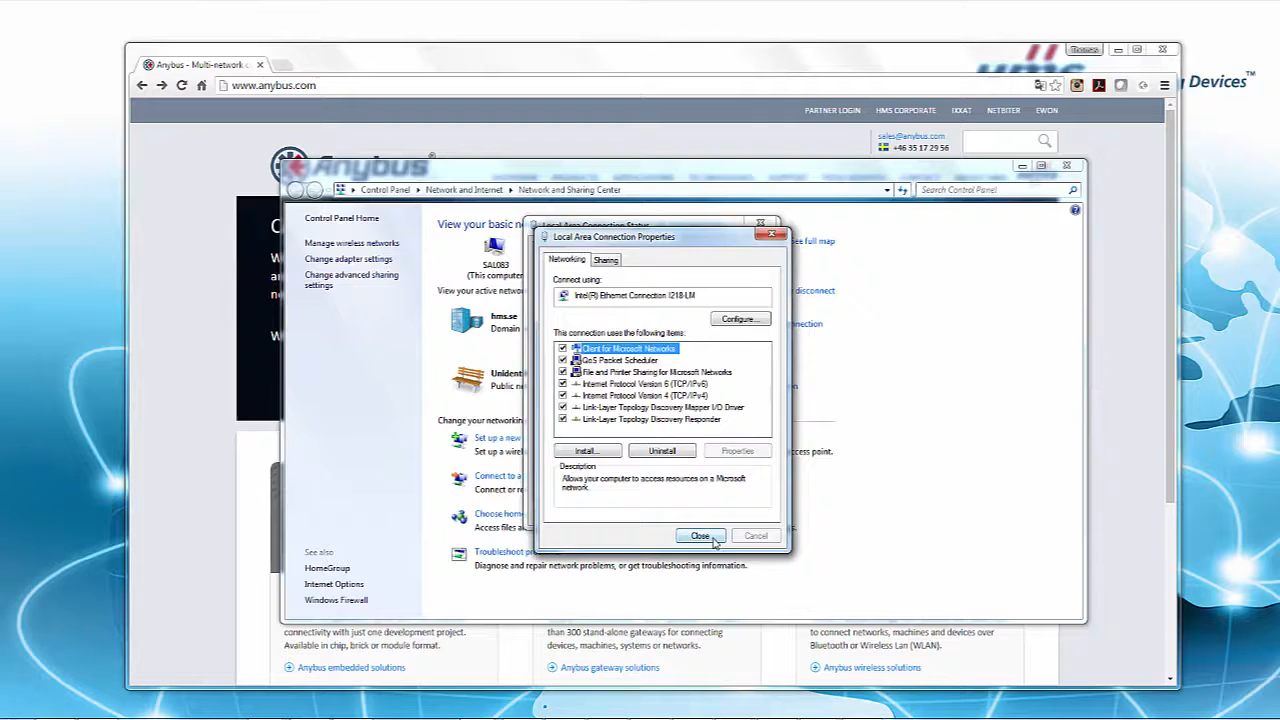 Anybus - Multi-network
Devices™
www.anybus.com
PARTNER LOGIN HMS CORPORATE IXXAT NETBITER EWON
sales@anybus.com
+46 35 17 29 56
Anybus®
Control Panel Network and Internet Network and Sharing Center
Search Control Panel
Control Panel Home
Manage wireless networks
Change adapter settings
Change advanced sharing
settings
See also
HomeGroup
Internet Options
Windows Firewall
View your basic n
SAL083
(This computer
see full map
View your active netwo
disconnect
hms.se
Domain
Unident
Public n
Change your networkin
Set up a new
Set up a wirel
access point.
Connect to a
Connect or re
Choose hom
Access files a
Troubleshoot pr
Diagnose and repair network problems, or get troubleshooting information.
Local Area Connection Status
Local Area Connection Properties
Networking Sharing
Connect using:
Intel(R) Ethernet Connection I218-LM
Configure...
This connection uses the following items:
Client for Microsoft Networks
QoS Packet Scheduler
File and Printer Sharing for Microsoft Networks
Internet Protocol Version 6 (TCP/IPv6)
Internet Protocol Version 4 (TCP/IPv4)
Link-Layer Topology Discovery Mapper I/O Driver
Link-Layer Topology Discovery Responder
Install... Uninstall Properties
Description
Allows your computer to access resources on a Microsoft
network.
Close Cancel
connectivity with just one development project.
Available in chip, brick or module format.
Anybus embedded solutions
than 300 stand-alone gateways for connecting
devices, machines, systems or networks.
Anybus gateway solutions
to connect networks, machines and devices over
Bluetooth or Wireless Lan (WLAN).
Anybus wireless solutions